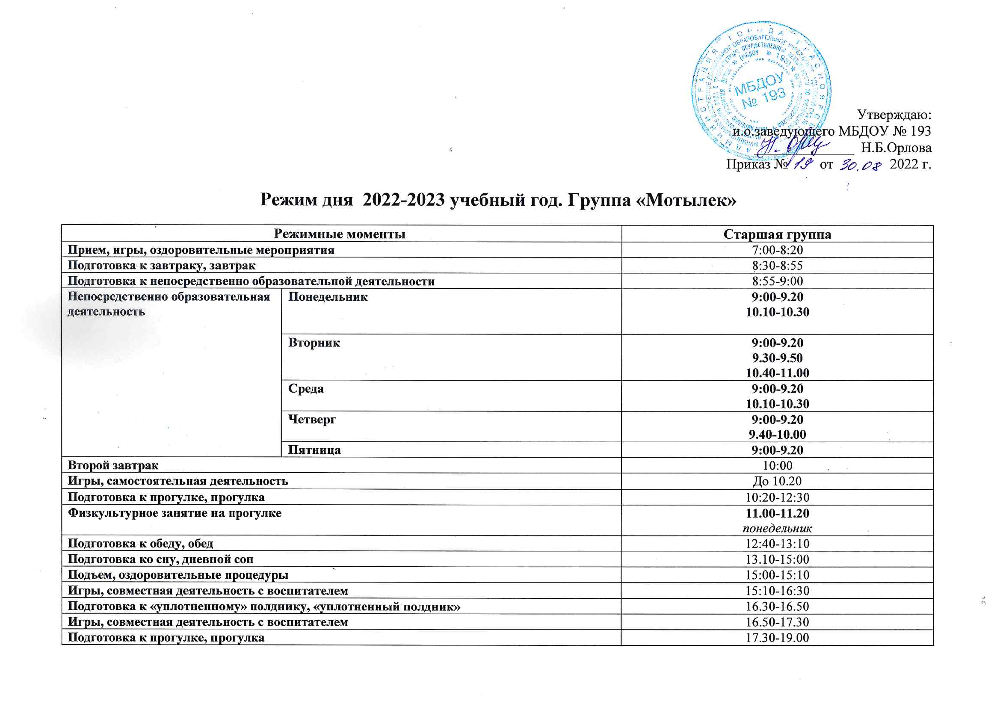 АДМИНИСТРАЦИЯ ГОРОДА КРАСНОЯРСКА
МБДОУ
№ 193
Утверждаю:
и.о.заведующего МБДОУ № 193
Н.Б.Орлова
Приказ № 19 от 30.08 2022 г.
Режим дня 2022-2023 учебный год. Группа «Мотылек»
Режимные моменты Старшая группа
Прием, игры, оздоровительные мероприятия 7:00-8:20
Подготовка к завтраку, завтрак 8:30-8:55
Подготовка к непосредственно образовательной деятельности 8:55-9:00
Непосредственно образовательная Понедельник 9:00-9.20
деятельность 10.10-10.30
Вторник 9:00-9.20
9.30-9.50
10.40-11.00
Среда 9:00-9.20
10.10-10.30
Четверг 9:00-9.20
9.40-10.00
Пятница 9:00-9.20
Второй завтрак 10:00
Игры, самостоятельная деятельность До 10.20
Подготовка к прогулке, прогулка 10:20-12:30
Физкультурное занятие на прогулке 11.00-11.20
понедельник
Подготовка к обеду, обед 12:40-13:10
Подготовка ко сну, дневной сон 13.10-15:00
Подъем, оздоровительные процедуры 15:00-15:10
Игры, совместная деятельность с воспитателем 15:10-16:30
Подготовка к «уплотненному» полднику, «уплотненный полдник» 16.30-16.50
Игры, совместная деятельность с воспитателем 16.50-17.30
Подготовка к прогулке, прогулка 17.30-19.00